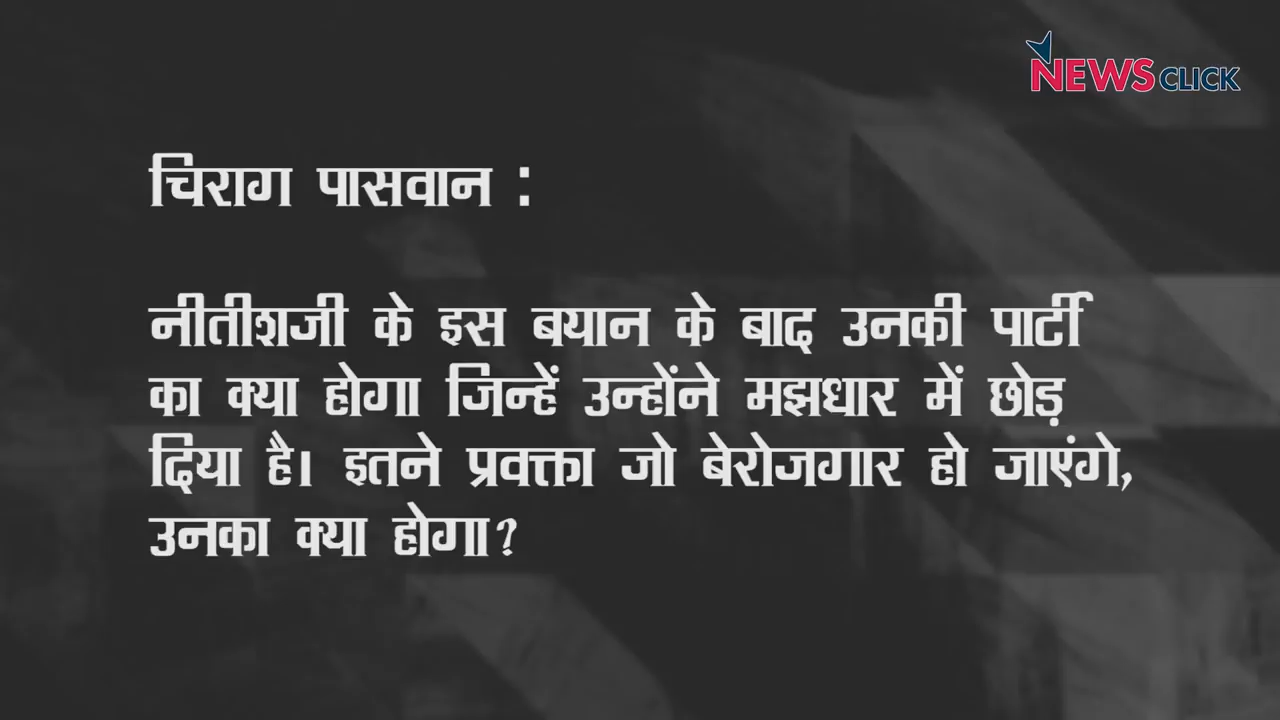 NEWSCLICK
चिराग पासवान :
नीतीशजी के इस बयान के बाद उनकी पार्टी
का क्या होगा जिन्हें उन्होंने मझधार में छोड़
दिया है। इतने प्रवक्ता जो बेरोजगार हो जाएंगे,
उनका क्या होगा?